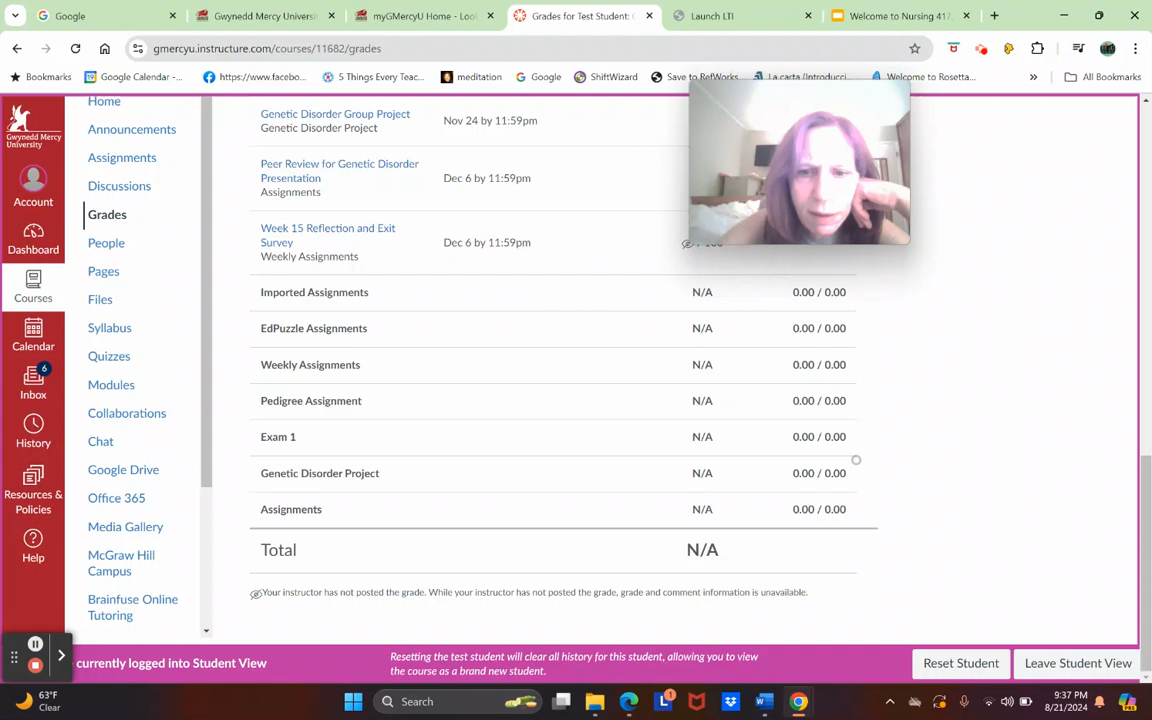 Google
Gwynedd Mercy Universi
myGMercyU Home - Loo
Grades for Test Student: C
Launch LTI
Welcome to Nursing 417
gmercyu.instructure.com/courses/11682/grades
Bookmarks
Google Calendar -...
https://www.facebo...
5 Things Every Teac...
meditation
Google
ShiftWizard
Save to RefWorks
La carta (Introducci...
Welcome to Rosetta...
All Bookmarks
Gwynedd Mercy
University
Account
Dashboard
Courses
Calendar
6
Inbox
History
Resources &
Policies
Help
Home
Announcements
Assignments
Discussions
Grades
People
Pages
Files
Syllabus
Quizzes
Modules
Collaborations
Chat
Google Drive
Office 365
Media Gallery
McGraw Hill
Campus
Brainfuse Online
Tutoring
Genetic Disorder Group Project
Genetic Disorder Project
Nov 24 by 11:59pm
Peer Review for Genetic Disorder
Presentation
Assignments
Dec 6 by 11:59pm
Week 15 Reflection and Exit
Survey
Weekly Assignments
Dec 6 by 11:59pm
Imported Assignments N/A 0.00 / 0.00
EdPuzzle Assignments N/A 0.00 / 0.00
Weekly Assignments N/A 0.00 / 0.00
Pedigree Assignment N/A 0.00 / 0.00
Exam 1 N/A 0.00 / 0.00
Genetic Disorder Project N/A 0.00 / 0.00
Assignments N/A 0.00 / 0.00
Total N/A
Your instructor has not posted the grade. While your instructor has not posted the grade, grade and comment information is unavailable.
currently logged into Student View
Resetting the test student will clear all history for this student, allowing you to view
the course as a brand new student.
Reset Student
Leave Student View
63°F
Clear
Search
1
9:37 PM
8/21/2024